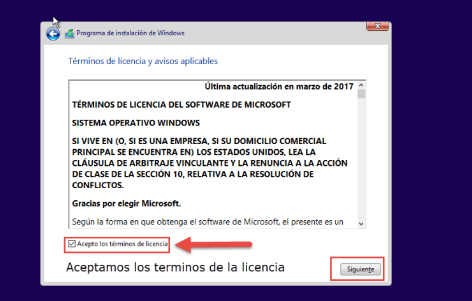 Programa de instalación de Windows
Términos de licencia y avisos aplicables
Última actualización en marzo de 2017
TÉRMINOS DE LICENCIA DEL SOFTWARE DE MICROSOFT
SISTEMA OPERATIVO WINDOWS
SI VIVE EN (O, SI ES UNA EMPRESA, SI SU DOMICILIO COMERCIAL
PRINCIPAL SE ENCUENTRA EN) LOS ESTADOS UNIDOS, LEA LA
CLÁUSULA DE ARBITRAJE VINCULANTE Y LA RENUNCIA A LA ACCIÓN
DE CLASE DE LA SECCIÓN 10, RELATIVA A LA RESOLUCIÓN DE
CONFLICTOS.
Gracias por elegir Microsoft.
Según la forma en que obtenga el software de Microsoft, el presente es un
Acepto los términos de licencia
Aceptamos los terminos de la licencia
Siguiente